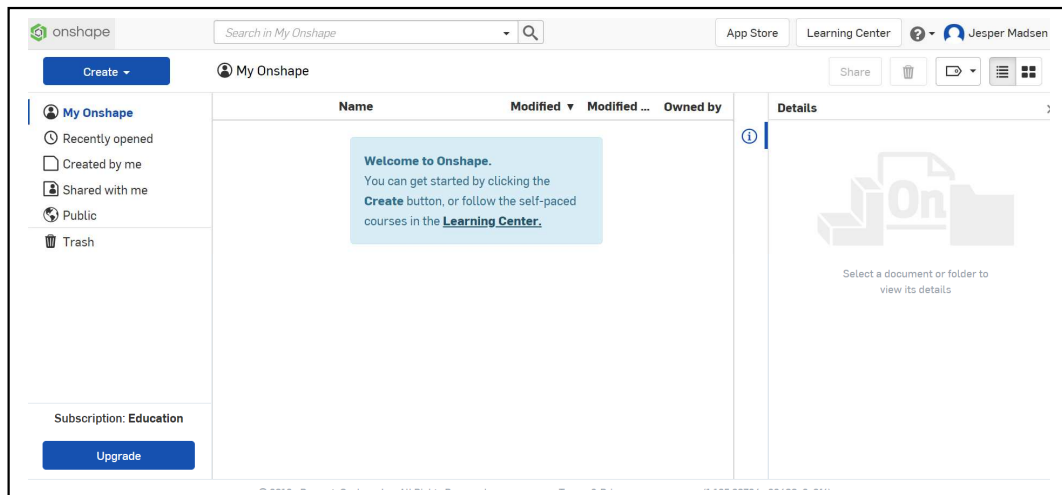 onshape
Search in My Onshape
App Store
Learning Center
Jesper Madsen
Create
My Onshape
Share
My Onshape
Recently opened
Created by me
Shared with me
Public
Trash
Name
Modified
Modified ...
Owned by
Welcome to Onshape.
You can get started by clicking the
Create button, or follow the self-paced
courses in the Learning Center.
Details
On
Select a document or folder to
view its details
Subscription: Education
Upgrade